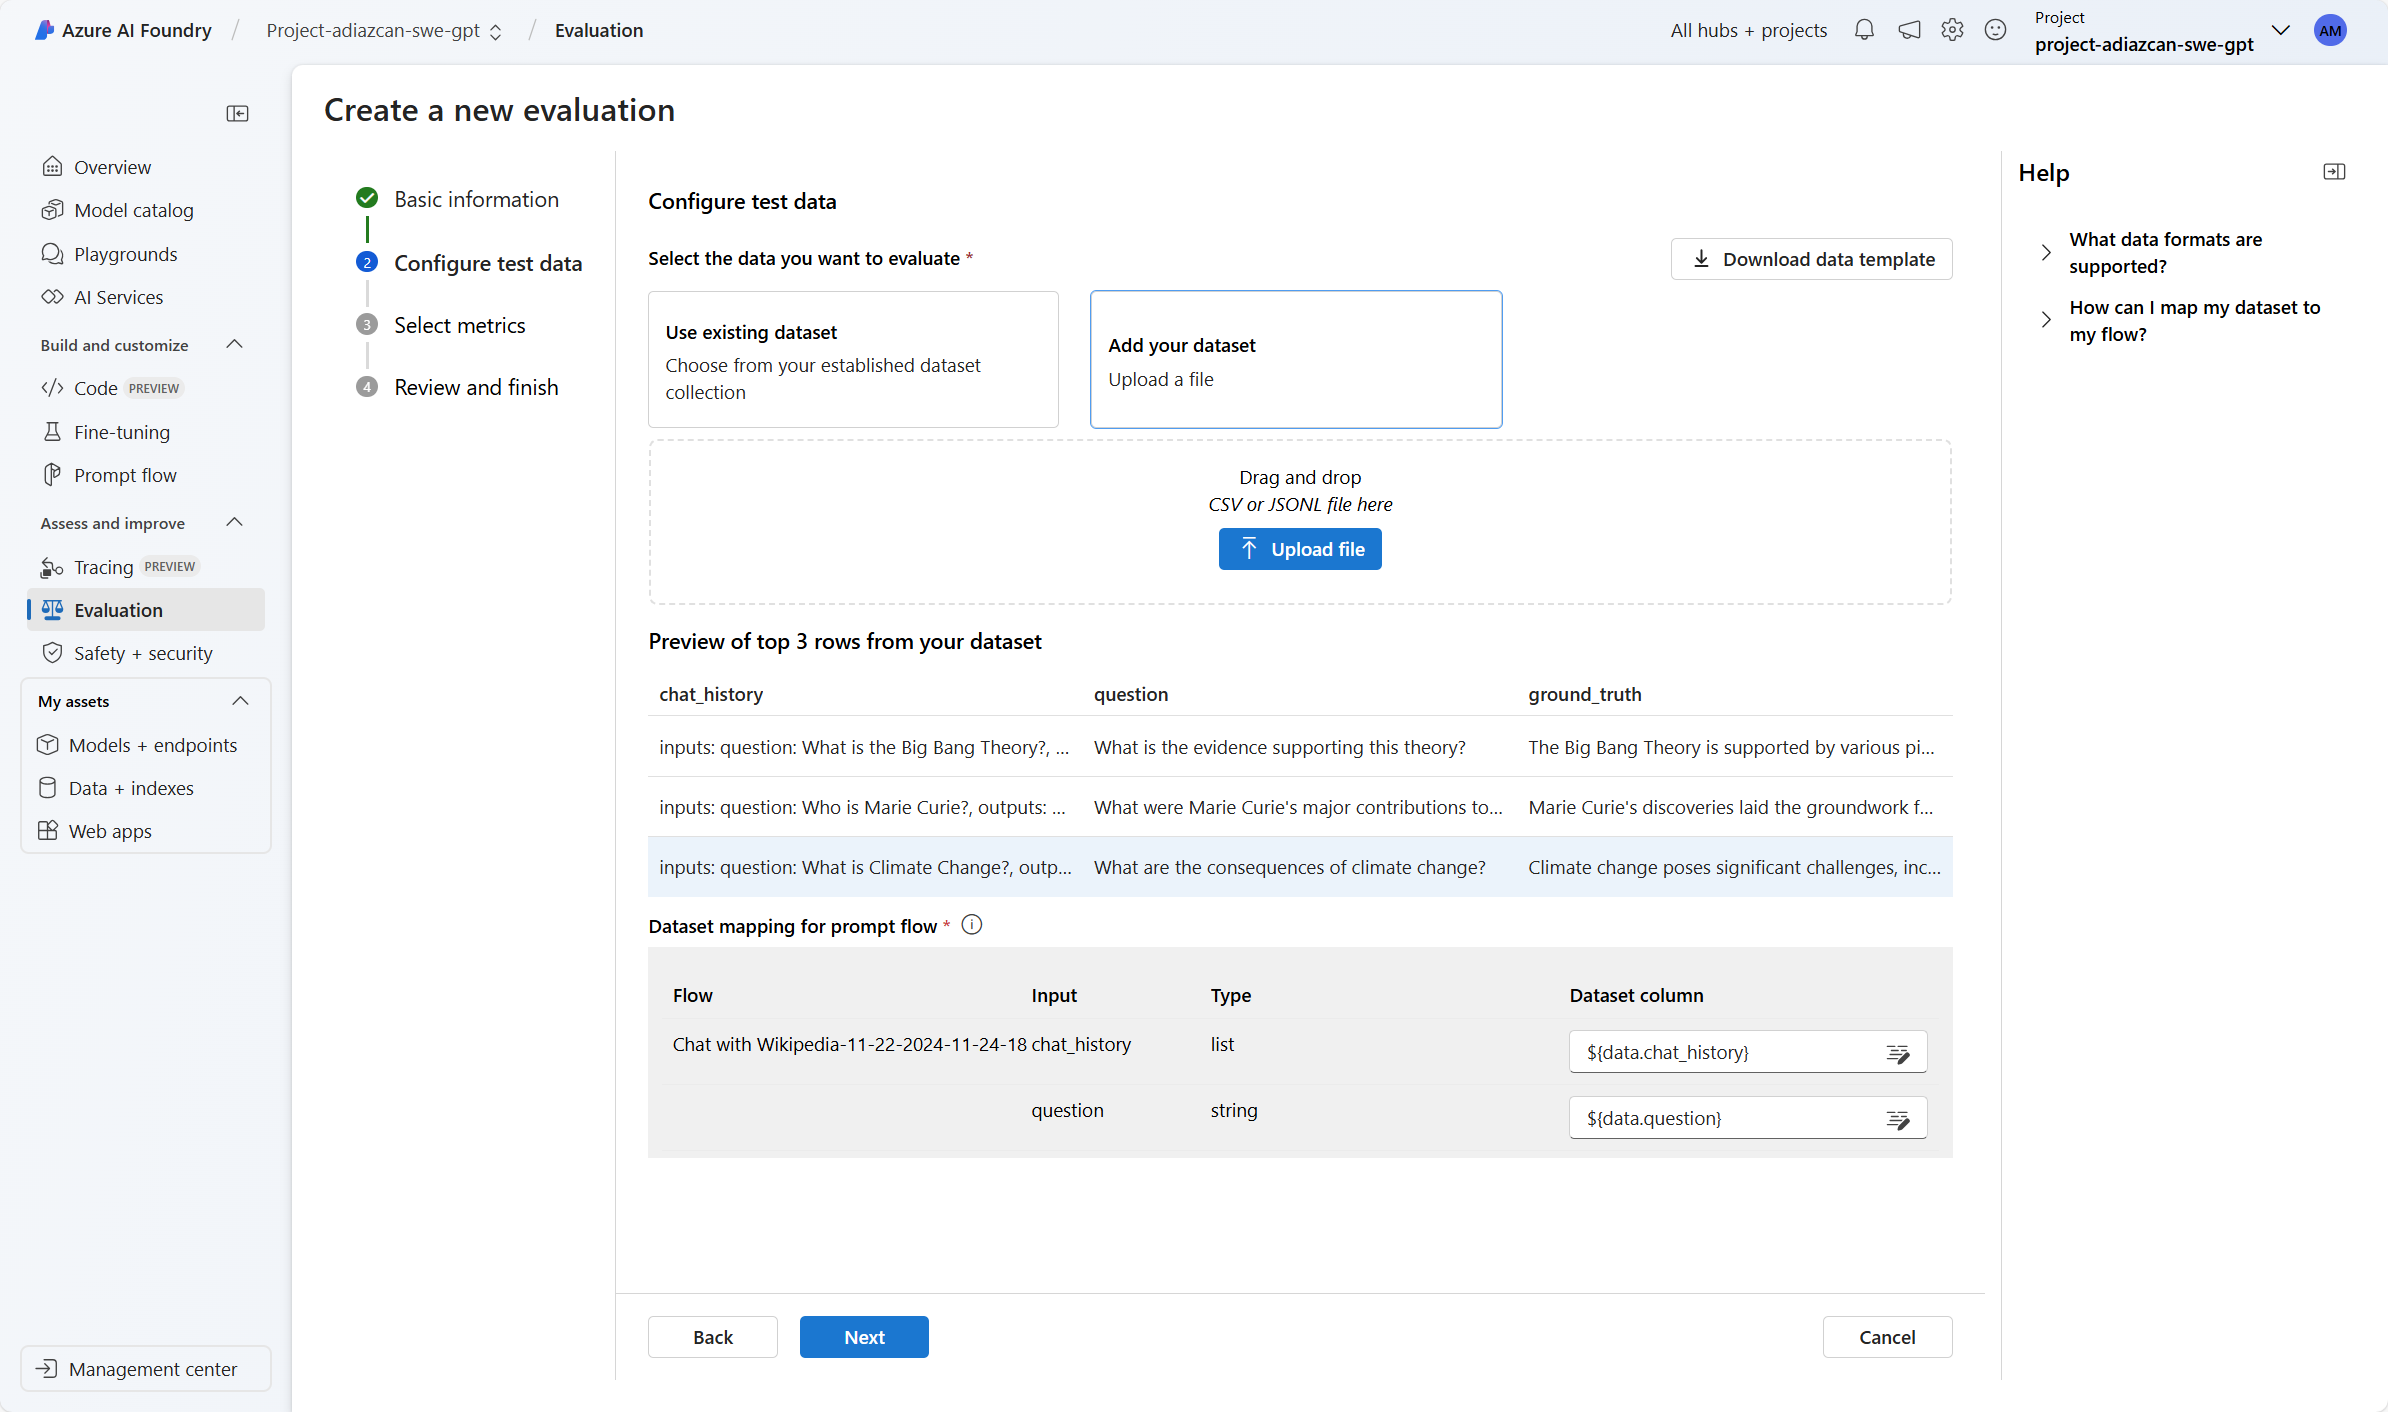 Azure AI Foundry / Project-adiazcan-swe-gpt / Evaluation
All hubs + projects
Project
project-adiazcan-swe-gpt
AM
Overview
Model catalog
Playgrounds
AI Services
Build and customize
Code PREVIEW
Fine-tuning
Prompt flow
Assess and improve
Tracing PREVIEW
Evaluation
Safety + security
My assets
Models + endpoints
Data + indexes
Web apps
Management center
Create a new evaluation
Basic information
2 Configure test data
3 Select metrics
4 Review and finish
Configure test data
Select the data you want to evaluate *
Download data template
Use existing dataset
Choose from your established dataset
collection
Add your dataset
Upload a file
Drag and drop
CSV or JSONL file here
Upload file
Preview of top 3 rows from your dataset
chat_history question ground_truth
inputs: question: What is the Big Bang Theory?, ... What is the evidence supporting this theory? The Big Bang Theory is supported by various pi...
inputs: question: Who is Marie Curie?, outputs: ... What were Marie Curie's major contributions to... Marie Curie's discoveries laid the groundwork f...
inputs: question: What is Climate Change?, outp... What are the consequences of climate change? Climate change poses significant challenges, inc...
Dataset mapping for prompt flow *
Flow Input Type Dataset column
Chat with Wikipedia-11-22-2024-11-24-18 chat_history list ${data.chat_history}
question string ${data.question}
Back
Next
Cancel
Help
What data formats are
supported?
How can I map my dataset to
my flow?